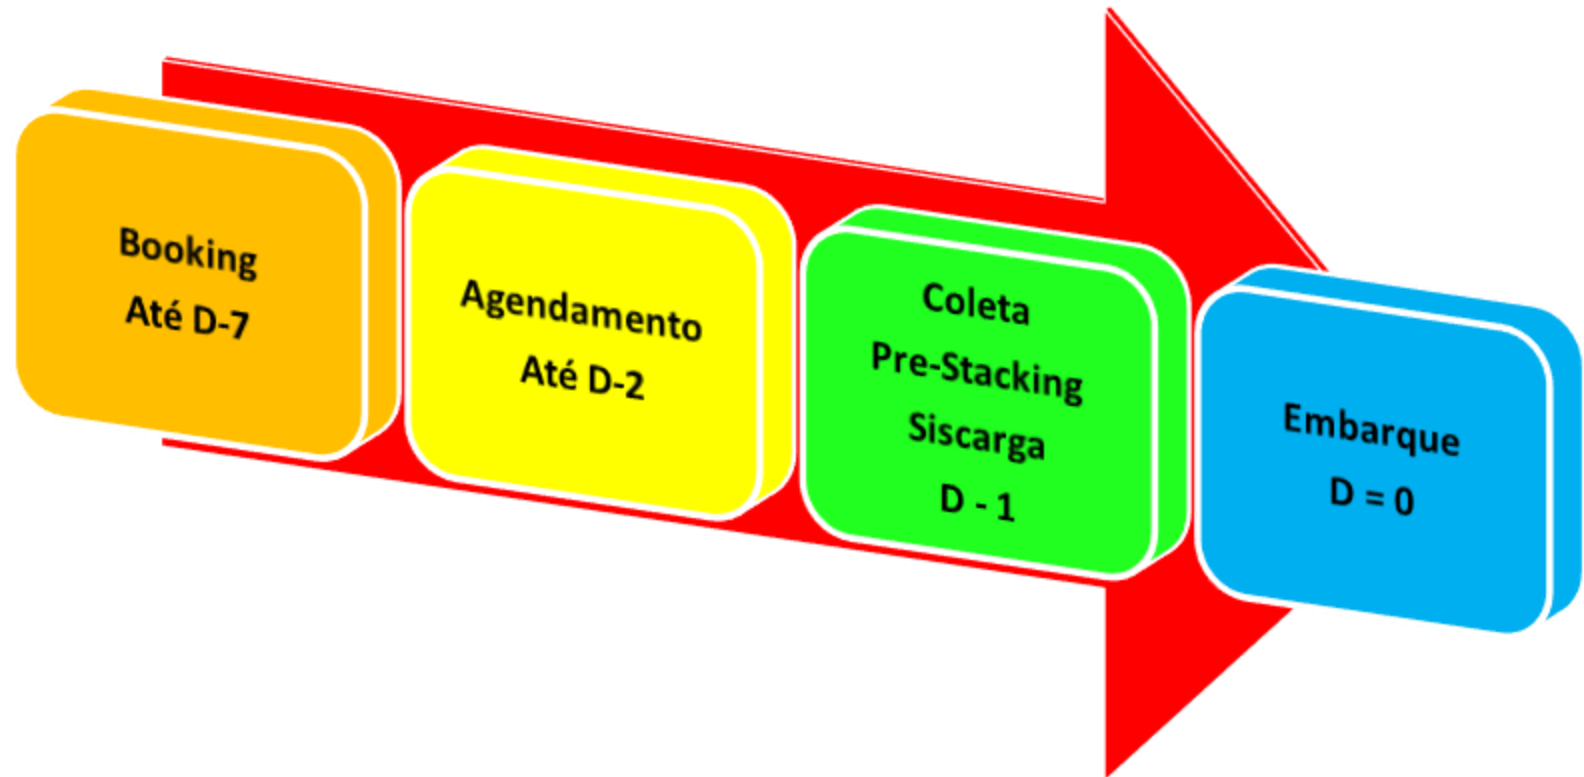 Booking
Até D-7
Agendamento
Até D-2
Coleta
Pre-Stacking
Siscarga
D - 1
Embarque
D = 0